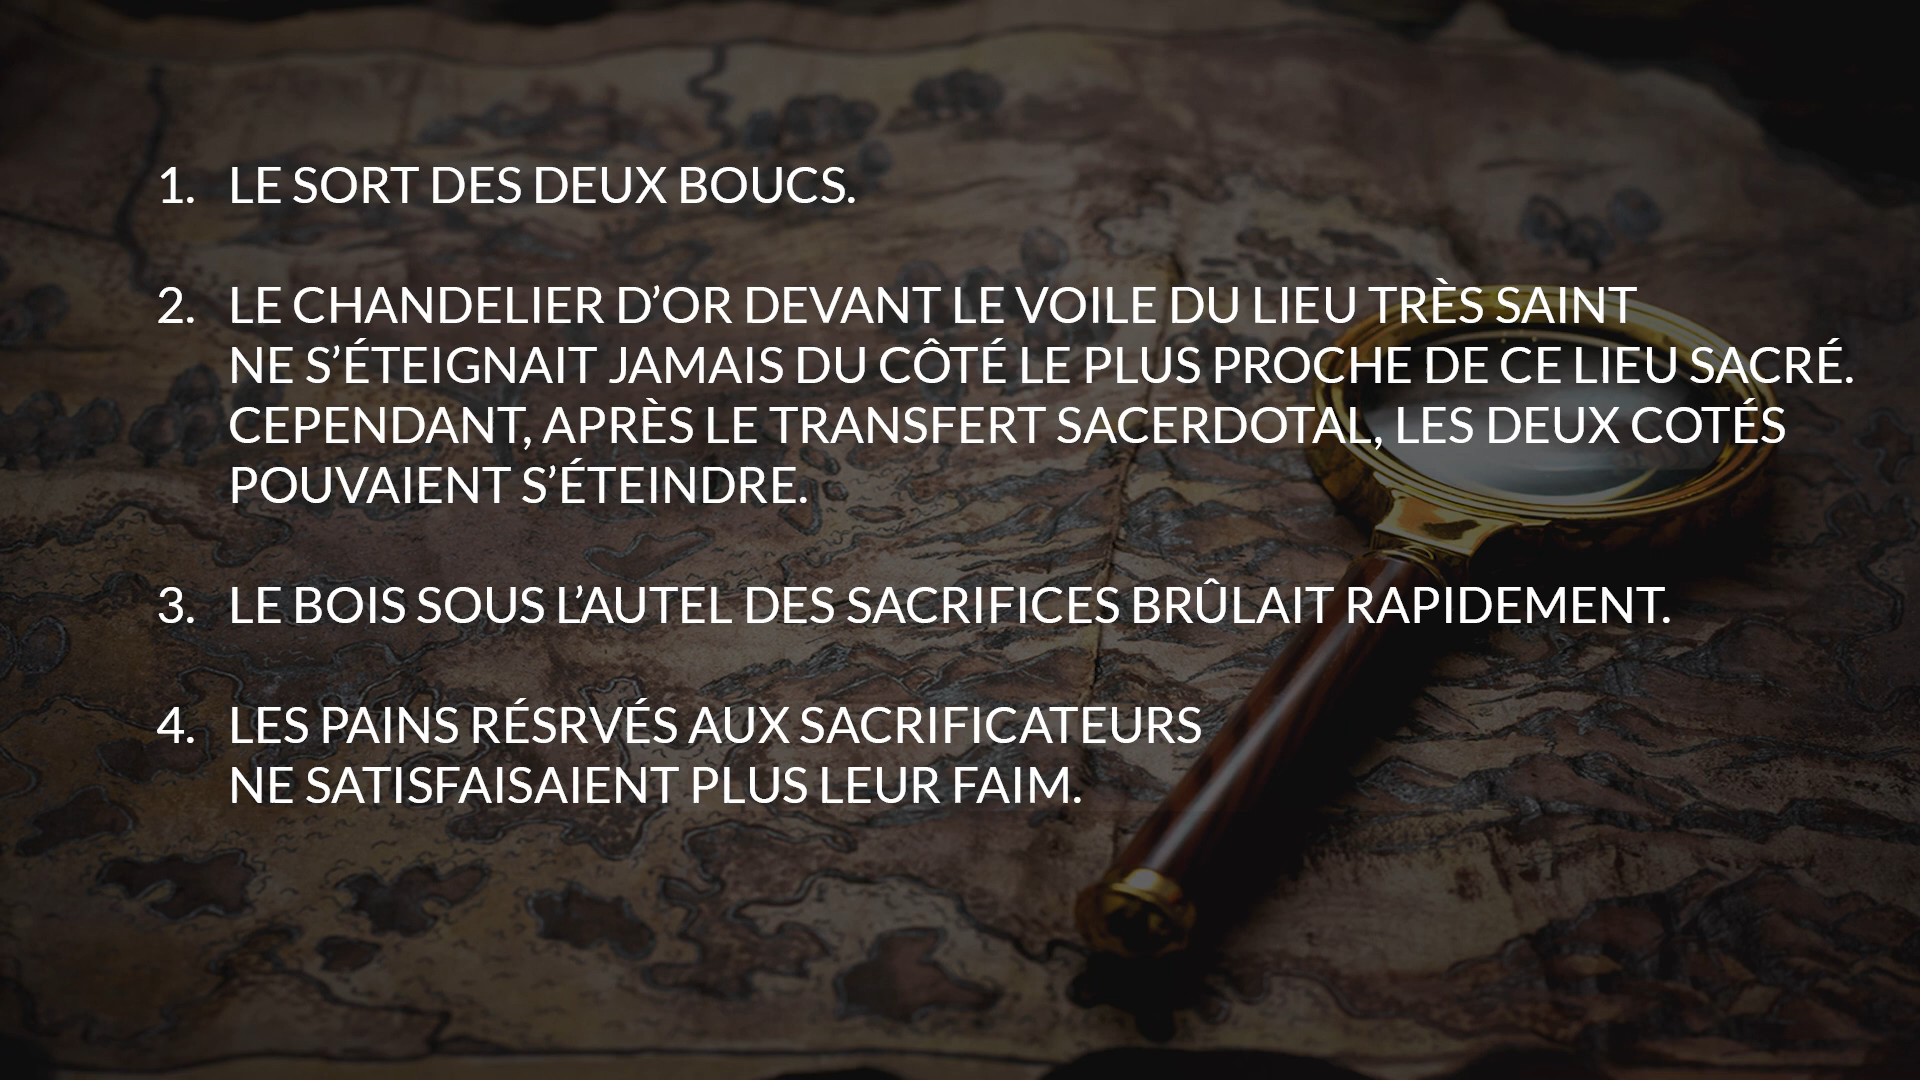 1. LE SORT DES DEUX BOUCS.
2. LE CHANDELIER D’OR DEVANT LE VOILE DU LIEU TRÈS SAINT
NE S’ÉTEIGNAIT JAMAIS DU CÔTÉ LE PLUS PROCHE DE CE LIEU SACRÉ.
CEPENDANT, APRÈS LE TRANSFERT SACERDOTAL, LES DEUX COTÉS
POUVAIENT S’ÉTEINDRE.
3. LE BOIS SOUS L’AUTEL DES SACRIFICES BRÛLAIT RAPIDEMENT.
4. LES PAINS RÉSRVÉS AUX SACRIFICATEURS
NE SATISFAISAIENT PLUS LEUR FAIM.